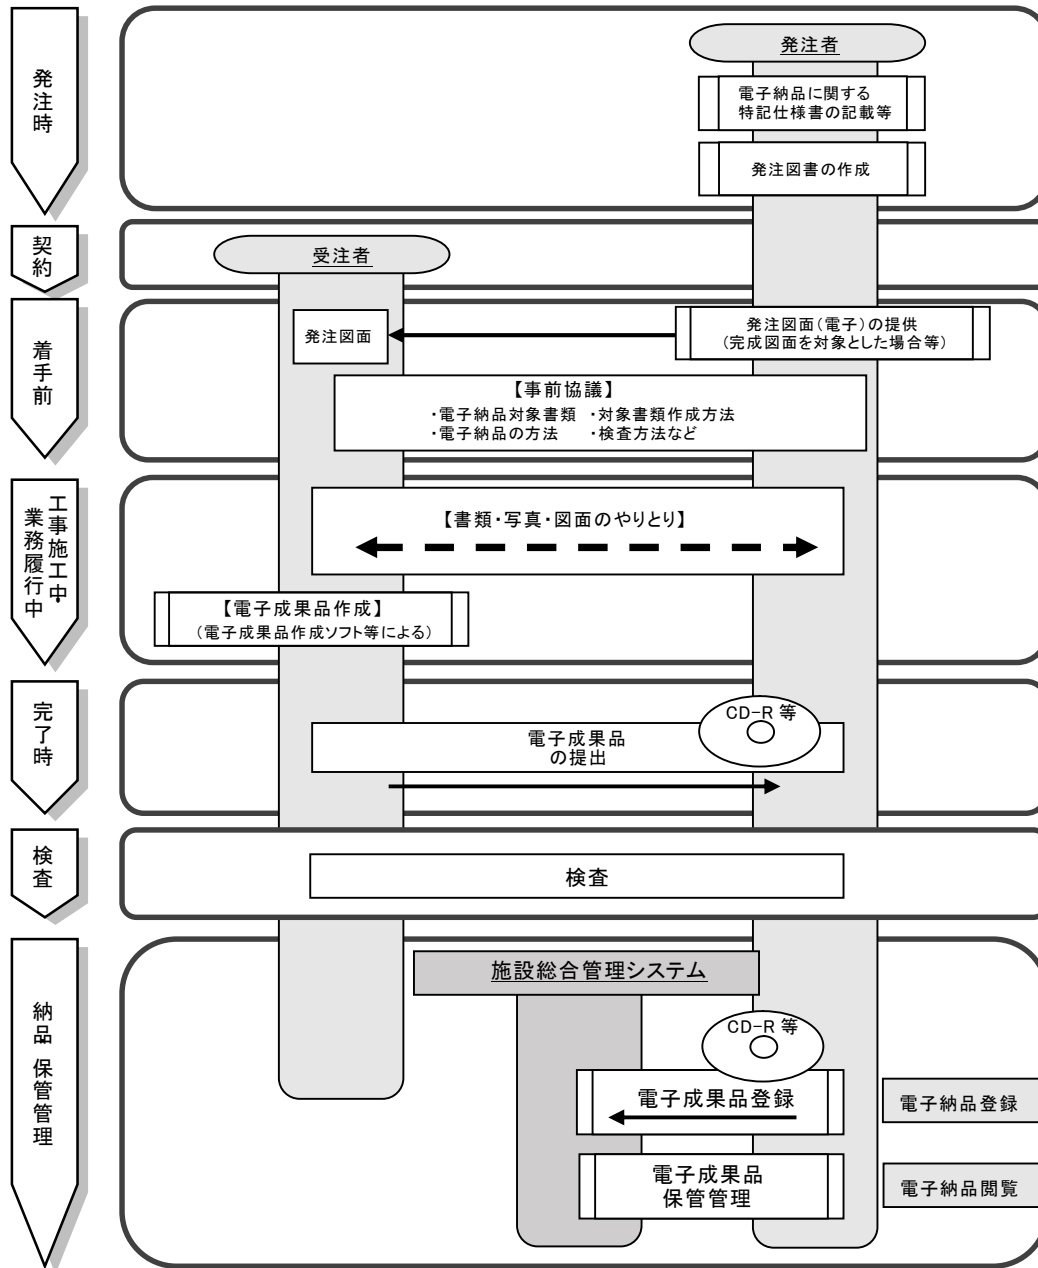 発注時
発注者
電子納品に関する
特記仕様書の記載等
発注図書の作成
契約
受注者
着手前
発注図面
発注図面(電子)の提供
(完成図面を対象とした場合等)
【事前協議】
・電子納品対象書類 ・対象書類作成方法
・電子納品の方法 ・検査方法など
工事施工中・
業務履行中
【書類・写真・図面のやりとり】
【電子成果品作成】
(電子成果品作成ソフト等による)
完了時
CD-R 等
電子成果品
の提出
検査
検査
納品・保管管理
施設総合管理システム
CD-R 等
電子成果品登録
電子納品登録
電子成果品
保管管理
電子納品閲覧